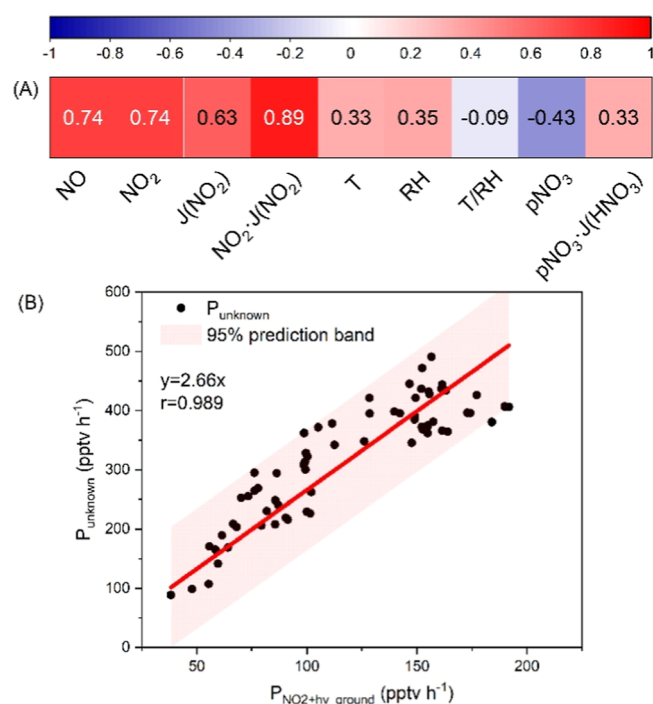 -1 -0.8 -0.6 -0.4 -0.2 0 0.2 0.4 0.6 0.8 1
(A)
0.74 0.74 0.63 0.89 0.33 0.35 -0.09 -0.43 0.33
NO NO₂ J(NO₂) NO₂·J(NO₂) T RH T/RH pNO₃ pNO₃·J(HNO₃)
(B)
600
500
400
300
200
100
0
P_unknown (pptv h⁻¹)
P_unknown
95% prediction band
y=2.66x
r=0.989
50 100 150 200
P_NO2+hv_ground (pptv h⁻¹)